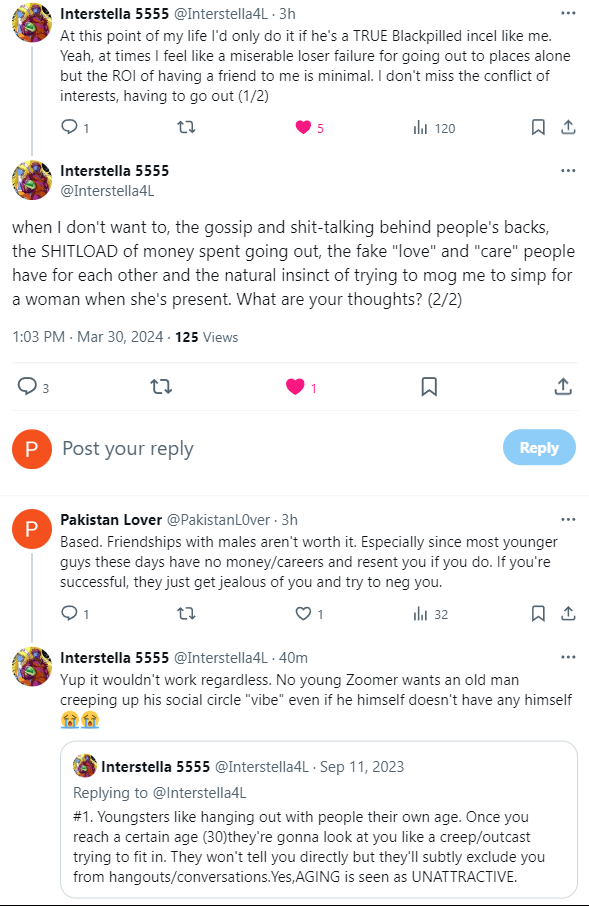 Interstella 5555 @Interstella4L · 3h
At this point of my life I'd only do it if he's a TRUE Blackpilled incel like me.
Yeah, at times I feel like a miserable loser failure for going out to places alone
but the ROI of having a friend to me is minimal. I don't miss the conflict of
interests, having to go out (1/2)
1 5 120
Interstella 5555
@Interstella4L
when I don't want to, the gossip and shit-talking behind people's backs,
the SHITLOAD of money spent going out, the fake "love" and "care" people
have for each other and the natural insinct of trying to mog me to simp for
a woman when she's present. What are your thoughts? (2/2)
1:03 PM · Mar 30, 2024 · 125 Views
3 1
P Post your reply Reply
P
Pakistan Lover @PakistanL0ver · 3h
Based. Friendships with males aren't worth it. Especially since most younger
guys these days have no money/careers and resent you if you do. If you're
successful, they just get jealous of you and try to neg you.
1 1 32
Interstella 5555 @Interstella4L · 40m
Yup it wouldn't work regardless. No young Zoomer wants an old man
creeping up his social circle "vibe" even if he himself doesn't have any himself
😭😭
Interstella 5555 @Interstella4L · Sep 11, 2023
Replying to @Interstella4L
#1. Youngsters like hanging out with people their own age. Once you
reach a certain age (30)they're gonna look at you like a creep/outcast
trying to fit in. They won't tell you directly but they'll subtly exclude you
from hangouts/conversations.Yes,AGING is seen as UNATTRACTIVE.